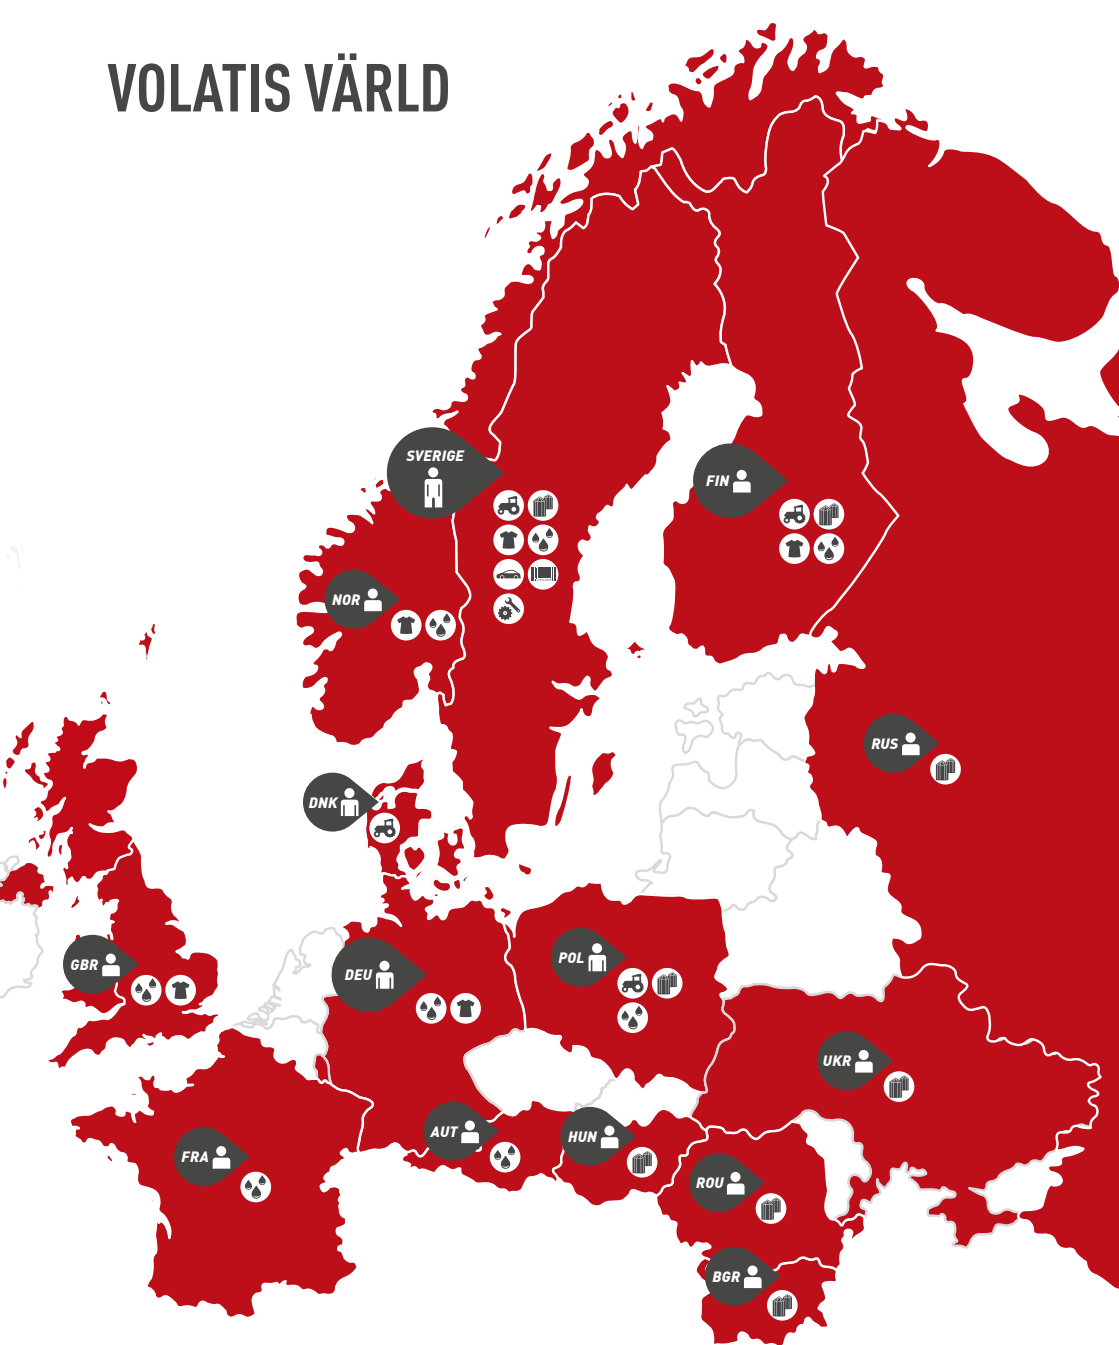 VOLATIS VÄRLD
SVERIGE
FIN
NOR
RUS
DNK
GBR
DEU
POL
UKR
AUT
HUN
FRA
ROU
BGR